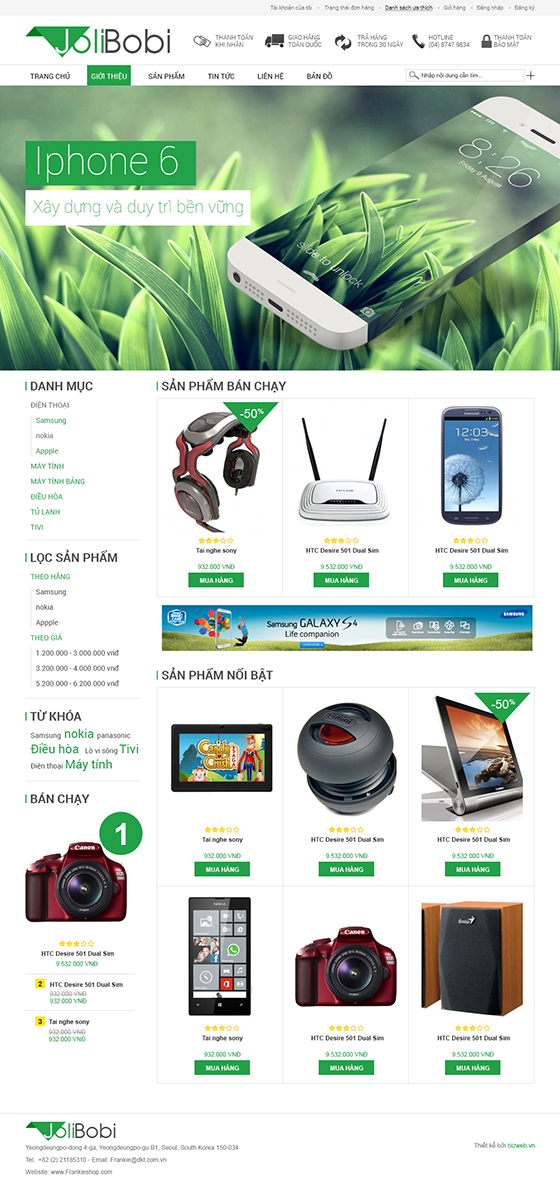 Tài khoản của tôi • Trạng thái đơn hàng • Danh sách ưa thích • Giỏ hàng • Đăng nhập • Đăng ký
JoliBobi
THANH TOÁN
KHI NHẬN
GIAO HÀNG
TOÀN QUỐC
TRẢ HÀNG
TRONG 30 NGÀY
HOTLINE
(04) 8747 9834
THANH TOÁN
BẢO MẬT
TRANG CHỦ GIỚI THIỆU SẢN PHẨM TIN TỨC LIÊN HỆ BẢN ĐỒ
Nhập nội dung cần tìm...
Iphone 6
Xây dựng và duy trì bền vững
8:26
Friday 9 August
slide to unlock
DANH MỤC
ĐIỆN THOẠI
Samsung
nokia
Appple
MÁY TÍNH
MÁY TÍNH BẢNG
ĐIỀU HÒA
TỦ LẠNH
TIVI
LỌC SẢN PHẨM
THEO HÃNG
Samsung
nokia
Appple
THEO GIÁ
1.200.000 - 3.000.000 vnđ
3.200.000 - 4.000.000 vnđ
5.200.000 - 6.200.000 vnđ
TỪ KHÓA
Samsung nokia panasonic
Điều hòa Lò vi sóng Tivi
Điện thoại Máy tính
BÁN CHẠY
1
Canon
HTC Desire 501 Dual Sim
9.532.000 VNĐ
2 HTC Desire 501 Dual Sim
932.000 VNĐ
932.000 VNĐ
3 Tai nghe sony
932.000 VNĐ
932.000 VNĐ
SẢN PHẨM BÁN CHẠY
-50%
Tai nghe sony
932.000 VNĐ
MUA HÀNG
TP-LINK
HTC Desire 501 Dual Sim
9.532.000 VNĐ
MUA HÀNG
SAMSUNG
12:03
HTC Desire 501 Dual Sim
9.532.000 VNĐ
MUA HÀNG
Samsung GALAXY S4
Life companion
SAMSUNG
SẢN PHẨM NỔI BẬT
Candy
Crush
SAGA
Tai nghe sony
932.000 VNĐ
MUA HÀNG
HTC Desire 501 Dual Sim
9.532.000 VNĐ
MUA HÀNG
-50%
HTC Desire 501 Dual Sim
9.532.000 VNĐ
MUA HÀNG
NOKIA
Tai nghe sony
932.000 VNĐ
MUA HÀNG
Canon
HTC Desire 501 Dual Sim
9.532.000 VNĐ
MUA HÀNG
Genius
HTC Desire 501 Dual Sim
9.532.000 VNĐ
MUA HÀNG
JoliBobi
Yeongdeungpo-dong 4-ga, Yeongdeungpo-gu B1, Seoul, South Korea 150-034
Tel: +82 (2) 21185310 - Email: Frankie@dkt.com.vn
Website: www.Frankieshop.com
Thiết kế bởi bizweb.vn